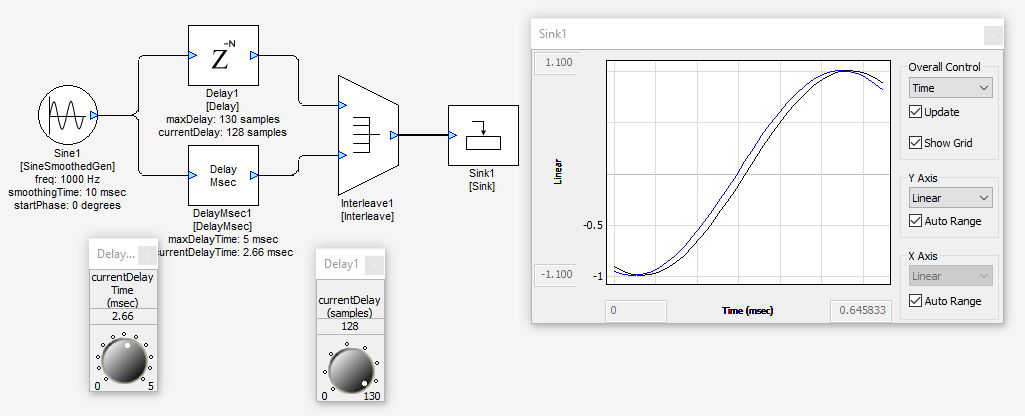 Z-N
Delay1
[Delay]
maxDelay: 130 samples
currentDelay: 128 samples
Sine1
[SineSmoothedGen]
freq: 1000 Hz
smoothingTime: 10 msec
startPhase: 0 degrees
Delay
Msec
DelayMsec1
[DelayMsec]
maxDelayTime: 5 msec
currentDelayTime: 2.66 msec
Interleave1
[Interleave]
Sink1
[Sink]
Delay... x
currentDelay
Time
(msec)
2.66
0 5
Delay1 x
currentDelay
(samples)
128
0 130
Sink1 x
1.100
Linear
-0.5
-1.100
-1
0
Time (msec)
0.645833
Overall Control
Time
Update
Show Grid
Y Axis
Linear
Auto Range
X Axis
Linear
Auto Range